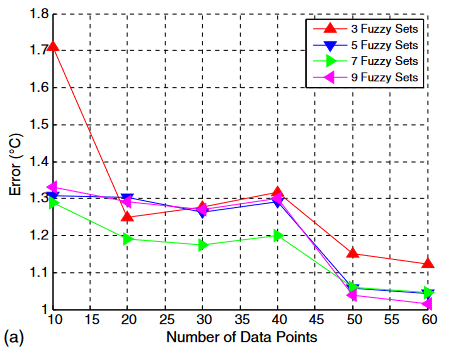 1.8
1.7
1.6
1.5
1.4
1.3
1.2
1.1
1
Error (°C)
3 Fuzzy Sets
5 Fuzzy Sets
7 Fuzzy Sets
9 Fuzzy Sets
10 15 20 25 30 35 40 45 50 55 60
(a) Number of Data Points